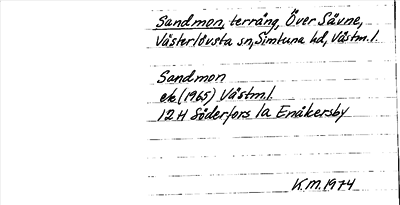 Sandmon, terräng, Över Sävne,
Västerlövsta sn, Simtuna hd, Västm.l.
Sandmon
ek. (1965) Västm.l.
12 H Söderfors 1a Enåkersby
K.M. 1974